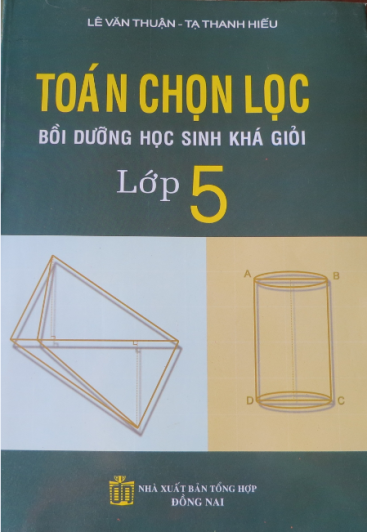 LÊ VĂN THUẬN - TẠ THANH HIẾU
TOÁN CHỌN LỌC
BỒI DƯỠNG HỌC SINH KHÁ GIỎI
Lớp 5
A B
D C
NHÀ XUẤT BẢN TỔNG HỢP
ĐỒNG NAI